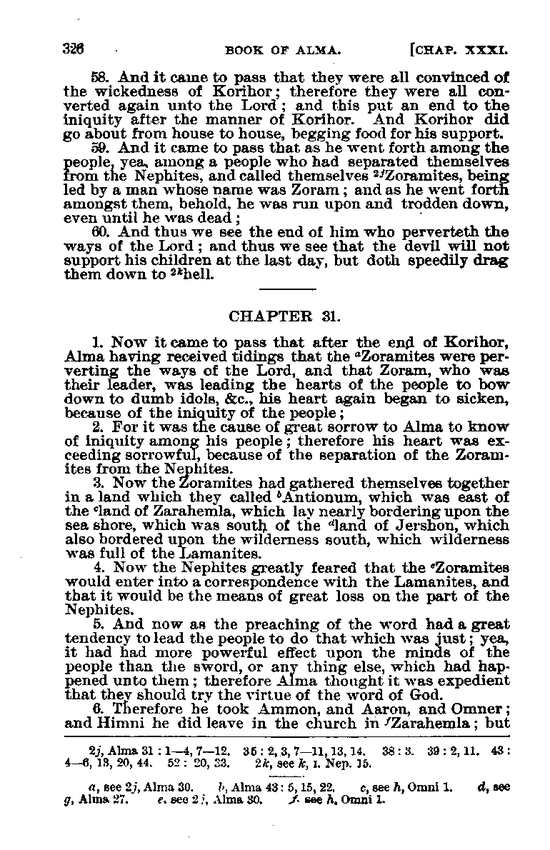 326 BOOK OF ALMA. [CHAP. XXXI.
58. And it came to pass that they were all convinced of
the wickedness of Korihor; therefore they were all con-
verted again unto the Lord; and this put an end to the
iniquity after the manner of Korihor. And Korihor did
go about from house to house, begging food for his support.
59. And it came to pass that as he went forth among the
people, yea, among a people who had separated themselves
from the Nephites, and called themselves 2jZoramites, being
led by a man whose name was Zoram; and as he went forth
amongst them, behold, he was run upon and trodden down,
even until he was dead;
60. And thus we see the end of him who perverteth the
ways of the Lord; and thus we see that the devil will not
support his children at the last day, but doth speedily drag
them down to 2khell.
CHAPTER 31.
1. Now it came to pass that after the end of Korihor,
Alma having received tidings that the aZoramites were per-
verting the ways of the Lord, and that Zoram, who was
their leader, was leading the hearts of the people to bow
down to dumb idols, &c., his heart again began to sicken,
because of the iniquity of the people;
2. For it was the cause of great sorrow to Alma to know
of iniquity among his people; therefore his heart was ex-
ceeding sorrowful, because of the separation of the Zoram-
ites from the Nephites.
3. Now the Zoramites had gathered themselves together
in a land which they called bAntionum, which was east of
the cland of Zarahemla, which lay nearly bordering upon the
sea shore, which was south of the dland of Jershon, which
also bordered upon the wilderness south, which wilderness
was full of the Lamanites.
4. Now the Nephites greatly feared that the eZoramites
would enter into a correspondence with the Lamanites, and
that it would be the means of great loss on the part of the
Nephites.
5. And now as the preaching of the word had a great
tendency to lead the people to do that which was just; yea,
it had had more powerful effect upon the minds of the
people than the sword, or any thing else, which had hap-
pened unto them; therefore Alma thought it was expedient
that they should try the virtue of the word of God.
6. Therefore he took Ammon, and Aaron, and Omner;
and Himni he did leave in the church in fZarahemla; but
2j, Alma 31:1—4, 7—12. 35:2, 3, 7—11, 13, 14. 38:3. 39:2, 11. 43:
4—6, 13, 20, 44. 52: 20, 33. 2k, see k, 1. Nep. 15.
a, see 2j, Alma 30. b, Alma 43:5, 15, 22. c, see h, Omni 1. d, see
g, Alma 27. e, see 2j, Alma 30. f, see h, Omni 1.